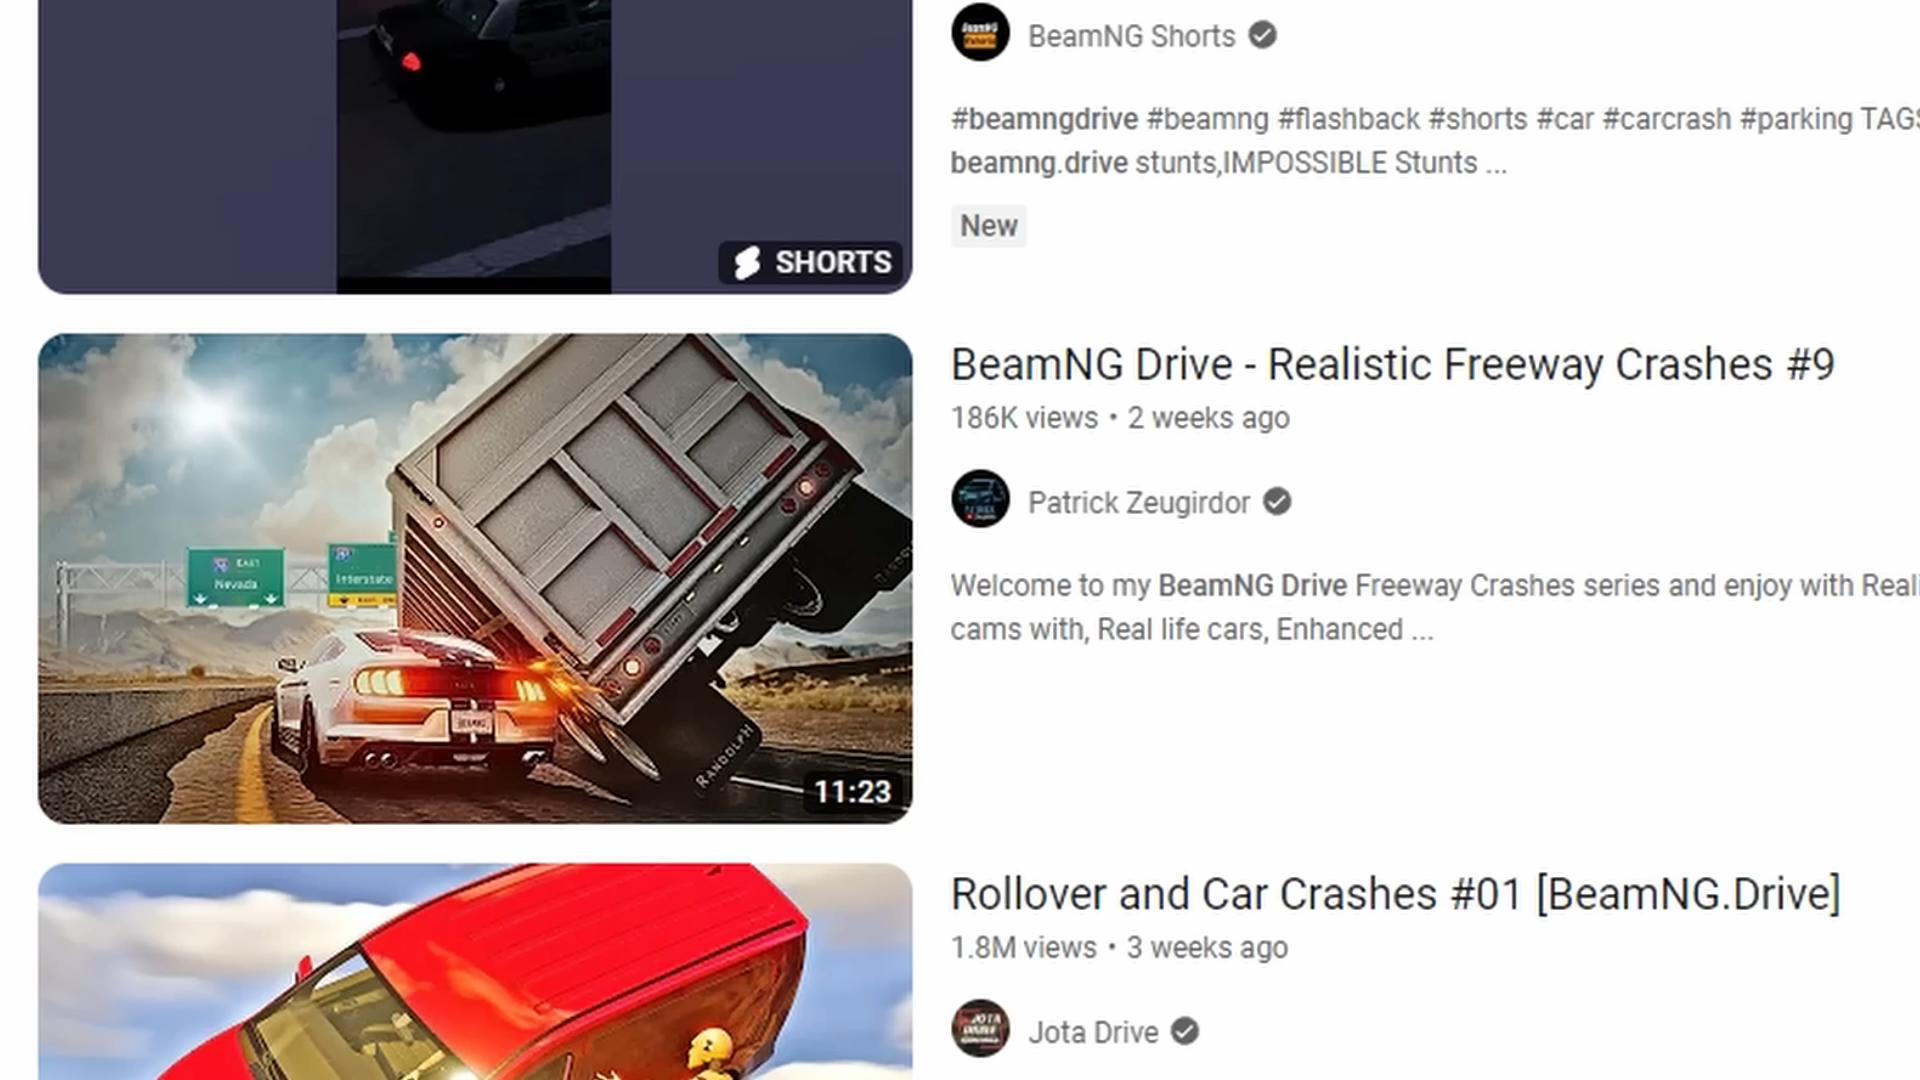 BeamNG Shorts
#beamngdrive #beamng #flashback #shorts #car #carcrash #parking TAGS
beamng.drive stunts,IMPOSSIBLE Stunts ...
New
SHORTS
BeamNG Drive - Realistic Freeway Crashes #9
186K views • 2 weeks ago
Patrick Zeugirdor
Welcome to my BeamNG Drive Freeway Crashes series and enjoy with Reali
cams with, Real life cars, Enhanced ...
EAST
Nevada
Interstate
RANDOLPH
11:23
Rollover and Car Crashes #01 [BeamNG.Drive]
1.8M views • 3 weeks ago
JOTA
DRIVE
Jota Drive